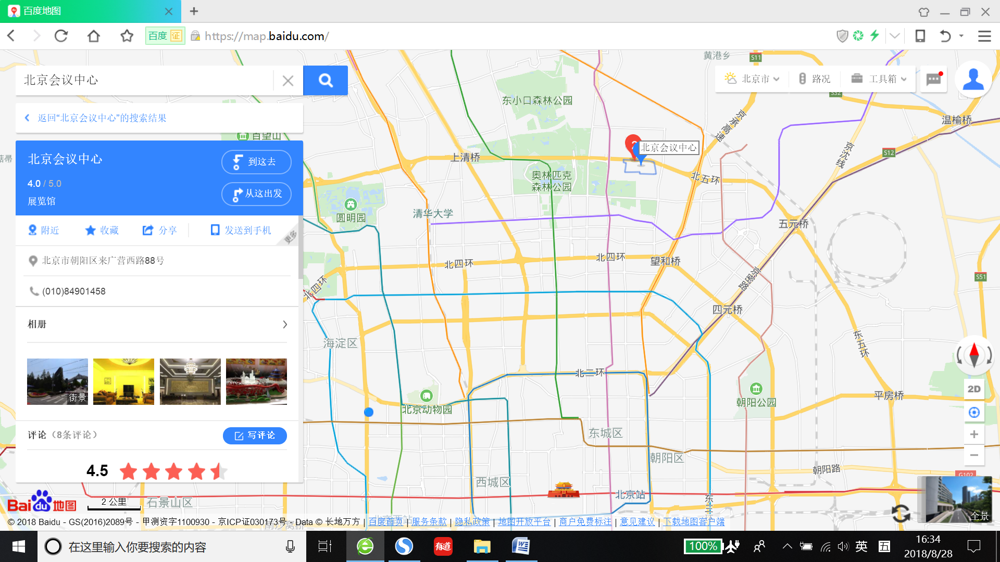 百度地图
百度 证 https://map.baidu.com/
北京会议中心
返回“北京会议中心”的搜索结果
北京会议中心
到这去
4.0 / 5.0
从这出发
展览馆
附近 收藏 分享 发送到手机 更多
北京市朝阳区来广营西路88号
(010)84901458
相册
街景
评论（8条评论） 写评论
4.5
北京市 路况 工具箱
黄港乡
S11
S32
东小口森林公园
百望山
京承高速
温榆桥
北京会议中心
京沈线
S12
上清桥
奥林匹克
森林公园
北五环
圆明园
清华大学
五元桥
北四环
北四环
望和桥
S51
北四环
京密路
四元桥
海淀区
东五环
北二环
2D
朝阳公园
平房桥
北京动物园
东城区
朝阳区
朝阳路
G102
西城区
北京站
东三
石景山区
Bai du 地图
2 公里
全景
© 2018 Baidu - GS(2016)2089号 - 甲测资字1100930 - 京ICP证030173号 - Data © 长地万方 | 百度首页 | 服务条款 | 隐私政策 | 地图开放平台 | 商户免费标注 | 意见建议 | 下载地图客户端
在这里输入你要搜索的内容
有道
100%
英
五
16:34
2018/8/28